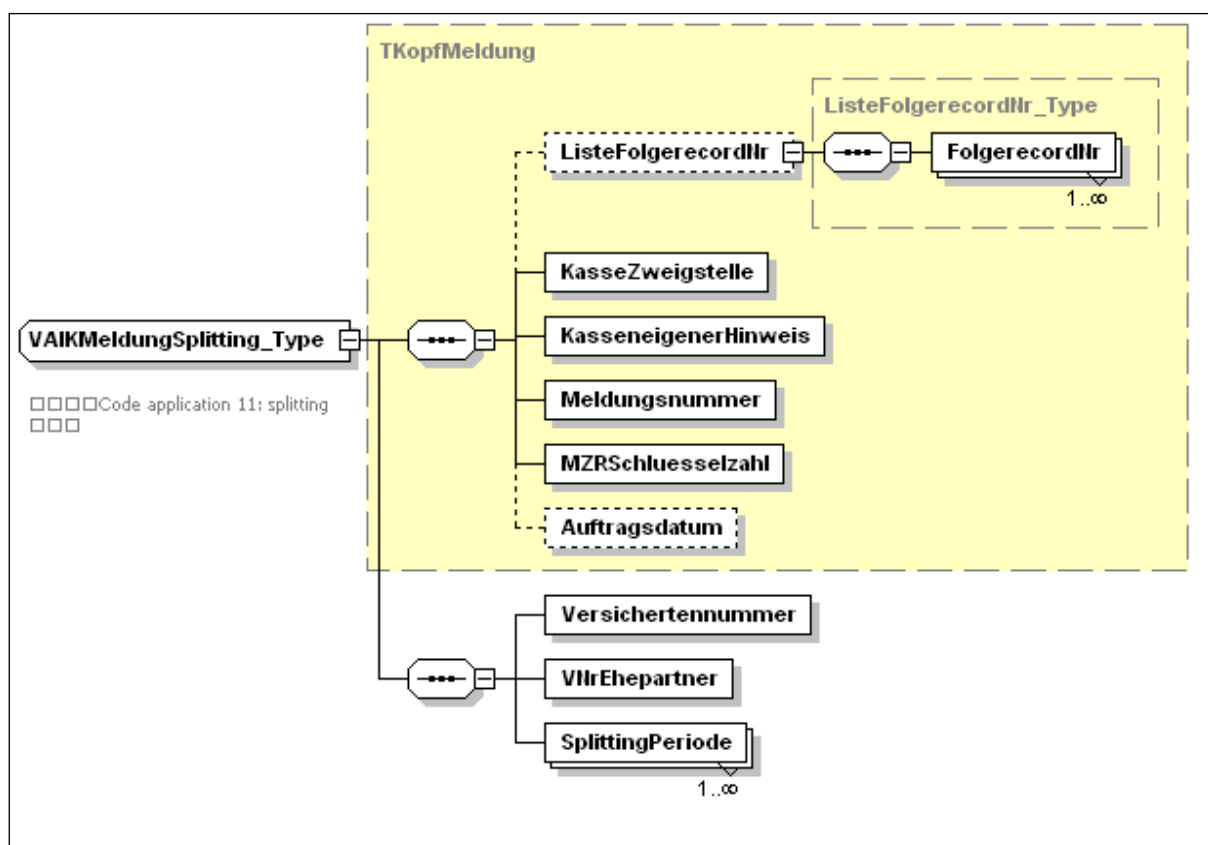 TKopfMeldung
ListeFolgerecordNr_Type
ListeFolgerecordNr
FolgerecordNr
1..∞
KasseZweigstelle
KasseneigenerHinweis
VAIKMeldungSplitting_Type
Meldungsnummer
□□□□Code application 11: splitting
□□□
MZRSchluesselzahl
Auftragsdatum
Versichertennummer
VNrEhepartner
SplittingPeriode
1..∞